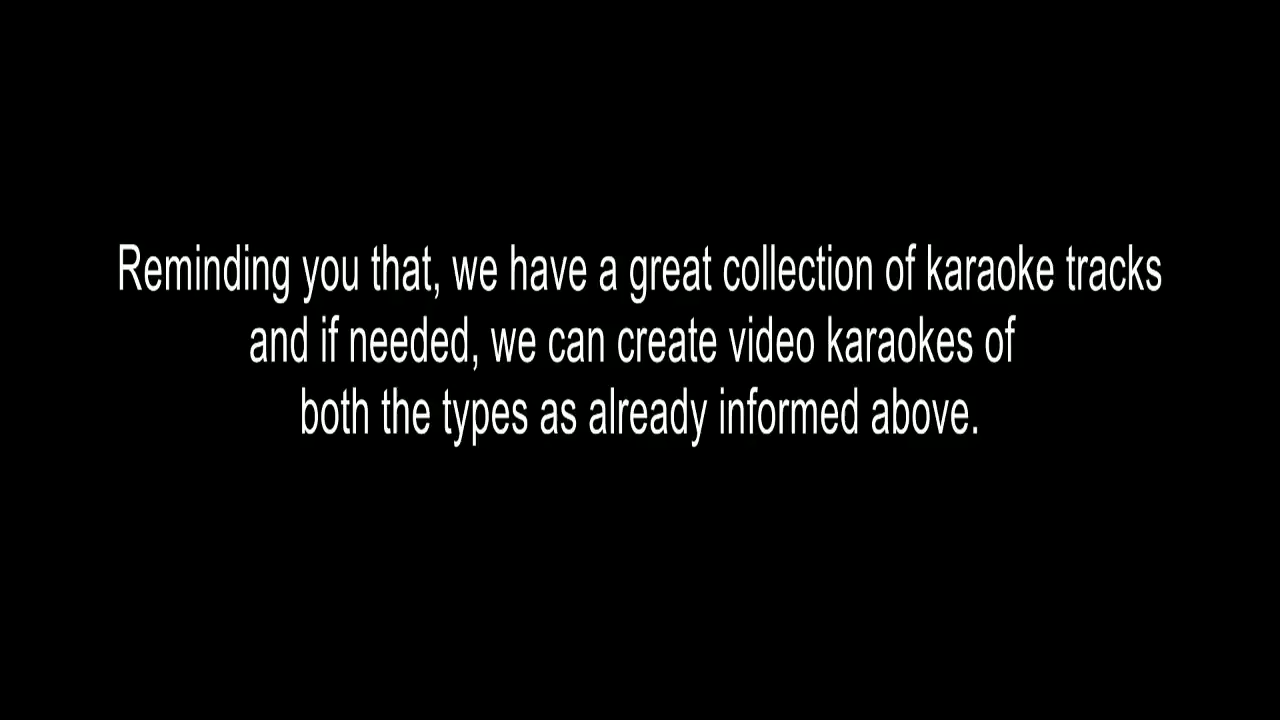 Reminding you that, we have a great collection of karaoke tracks
and if needed, we can create video karaokes of
both the types as already informed above.